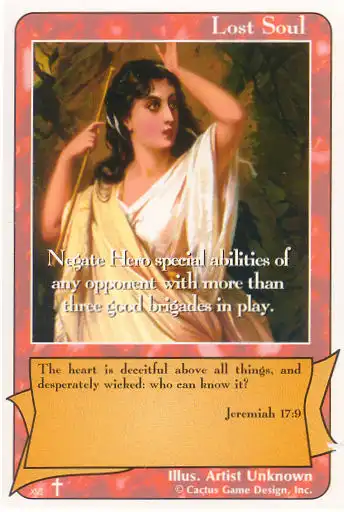 Lost Soul
Negate Hero special abilities of
any opponent with more than
three good brigades in play.
The heart is deceitful above all things, and
desperately wicked: who can know it?
Jeremiah 17:9
Illus. Artist Unknown
XVI © Cactus Game Design, Inc.